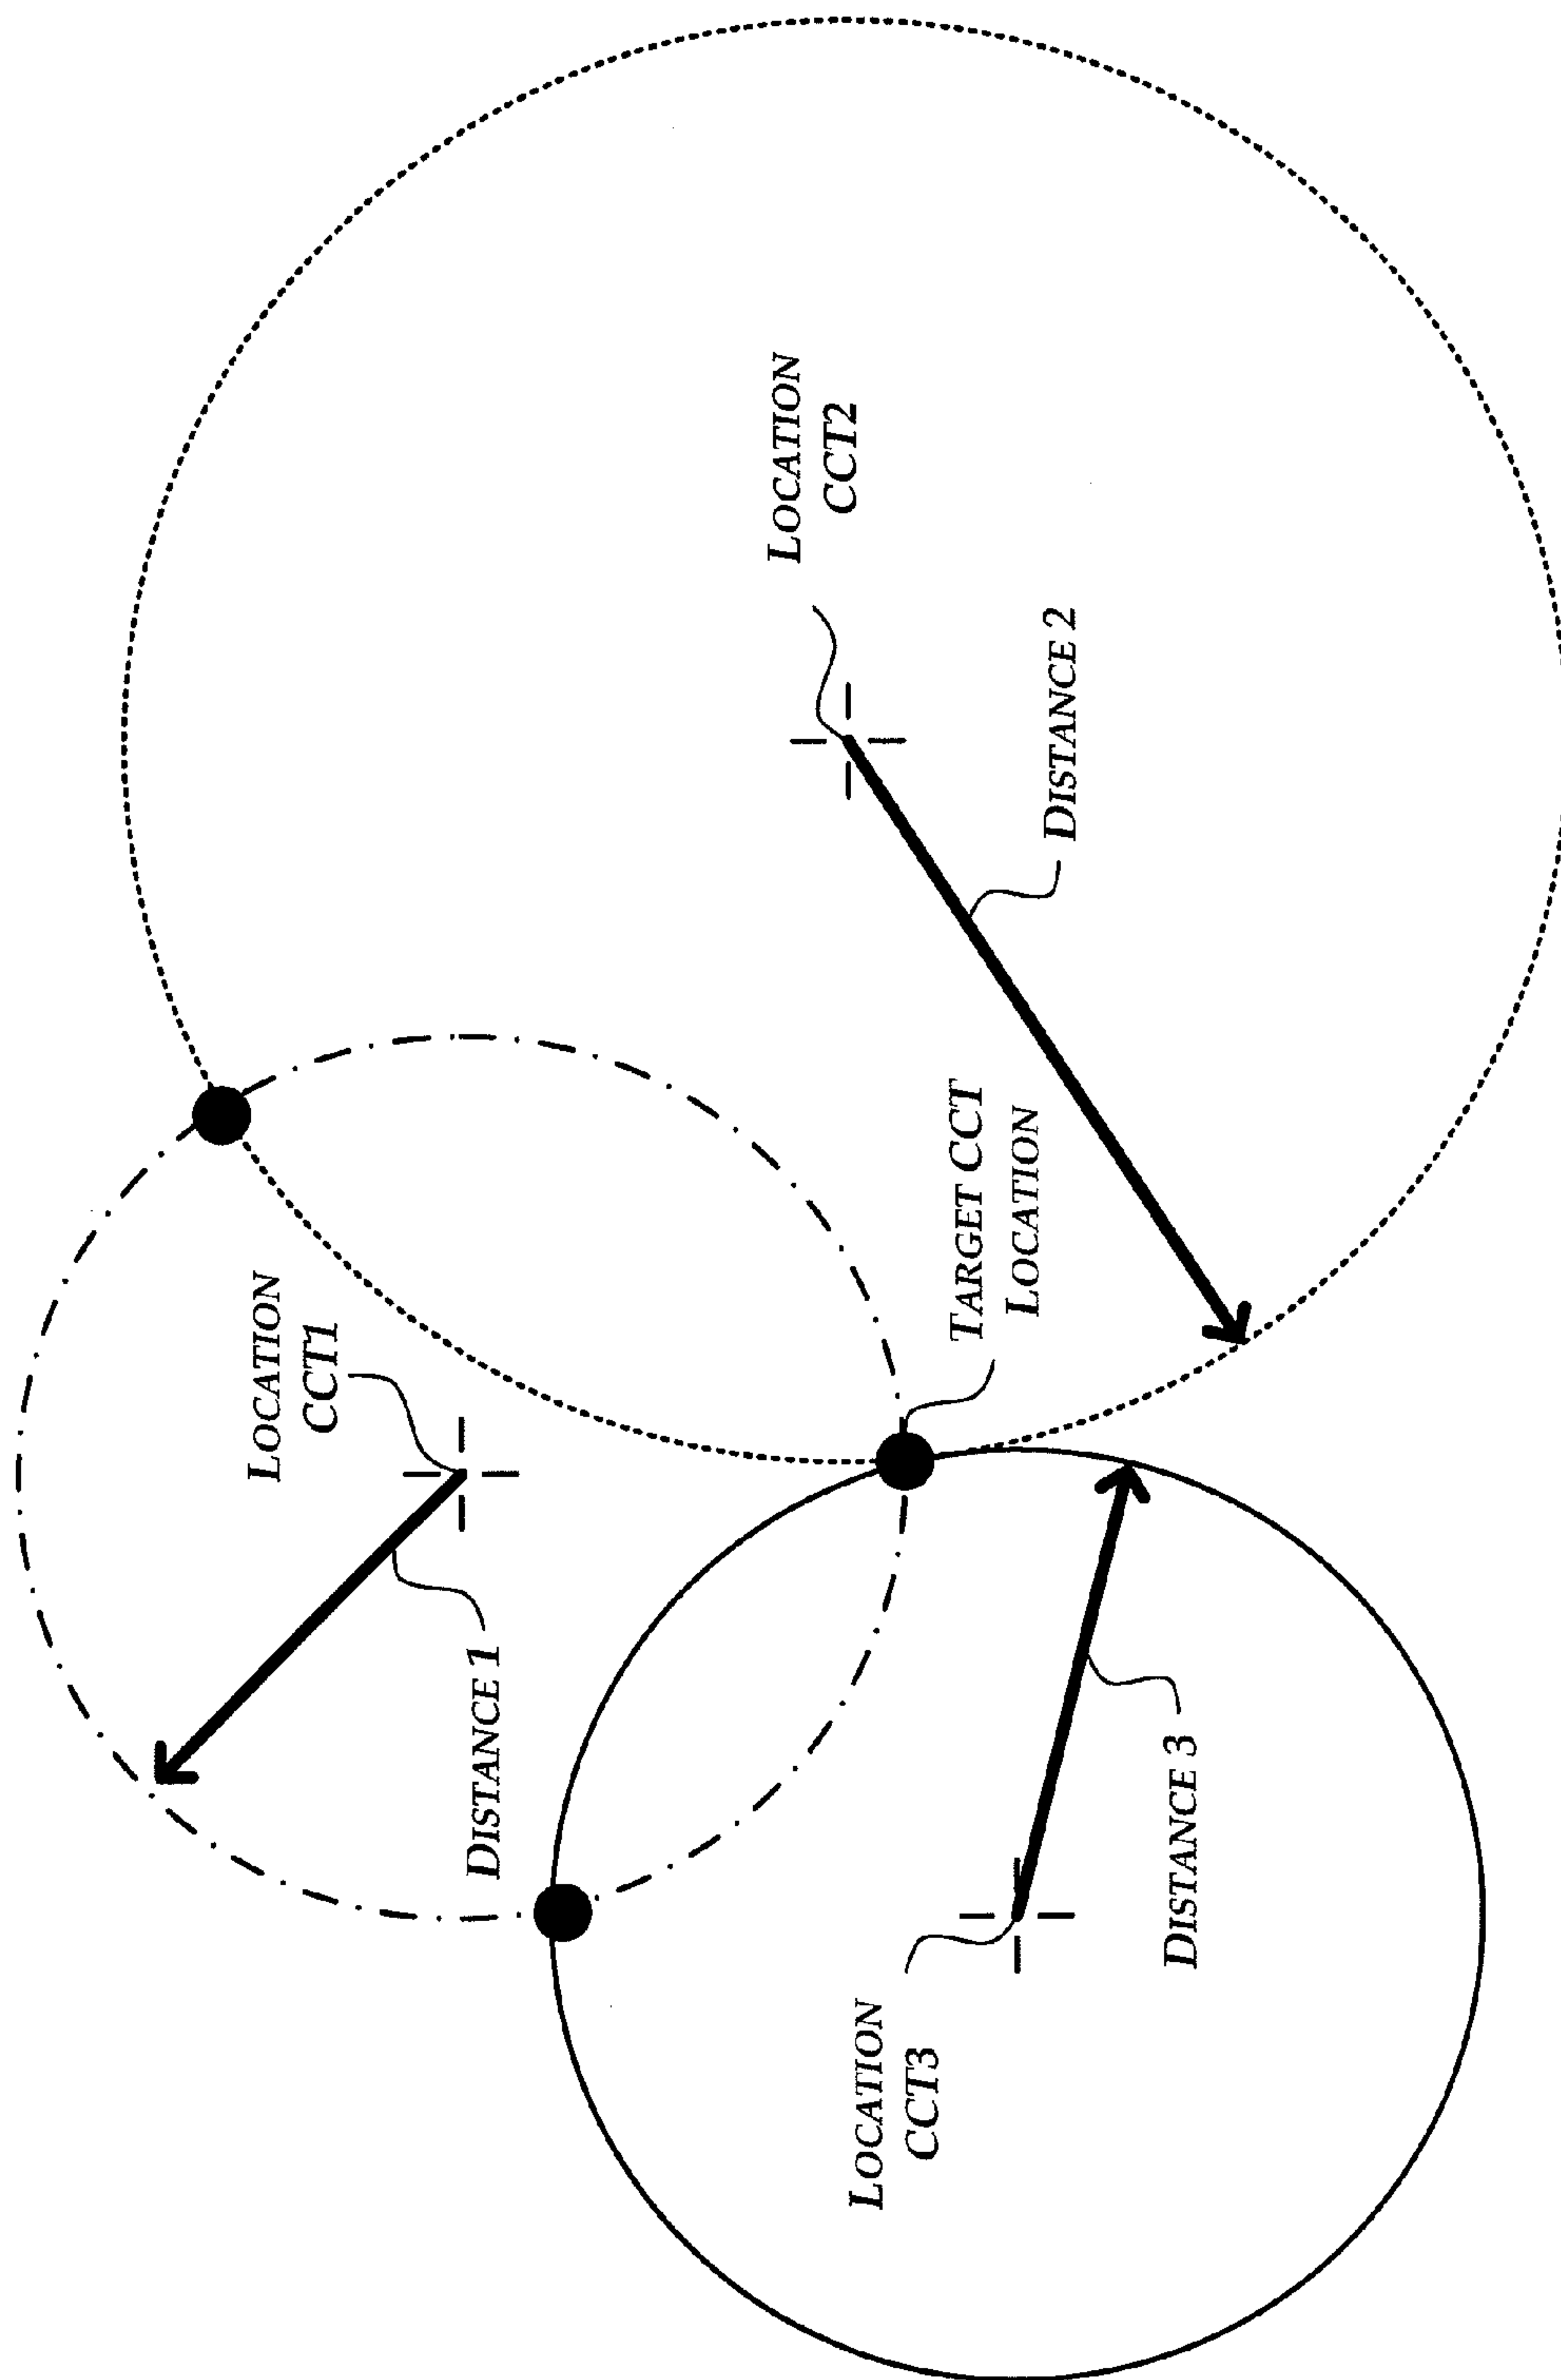 LOCATION
CCT1
DISTANCE 1
LOCATION
CCT2
DISTANCE 2
TARGET CCT
LOCATION
LOCATION
CCT3
DISTANCE 3